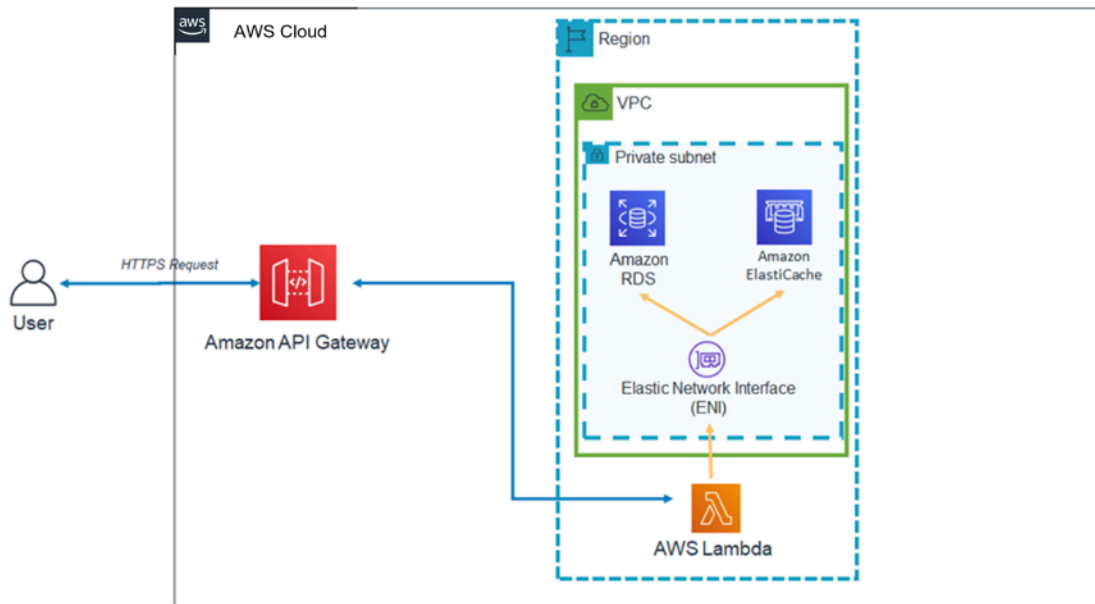 aws
AWS Cloud
Region
VPC
Private subnet
Amazon
RDS
Amazon
ElastiCache
HTTPS Request
User
Amazon API Gateway
</>
Elastic Network Interface
(ENI)
AWS Lambda